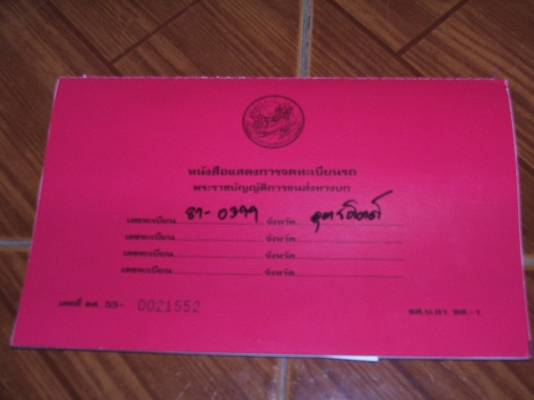 หนังสือแสดงการจดทะเบียนรถ
พระราชบัญญัติการขนส่งทางบก
เลขทะเบียน 81-0399 จังหวัด อุตรดิตถ์
เลขทะเบียน จังหวัด
เลขทะเบียน จังหวัด
เลขทะเบียน จังหวัด
เลขที่ 55- 0021552